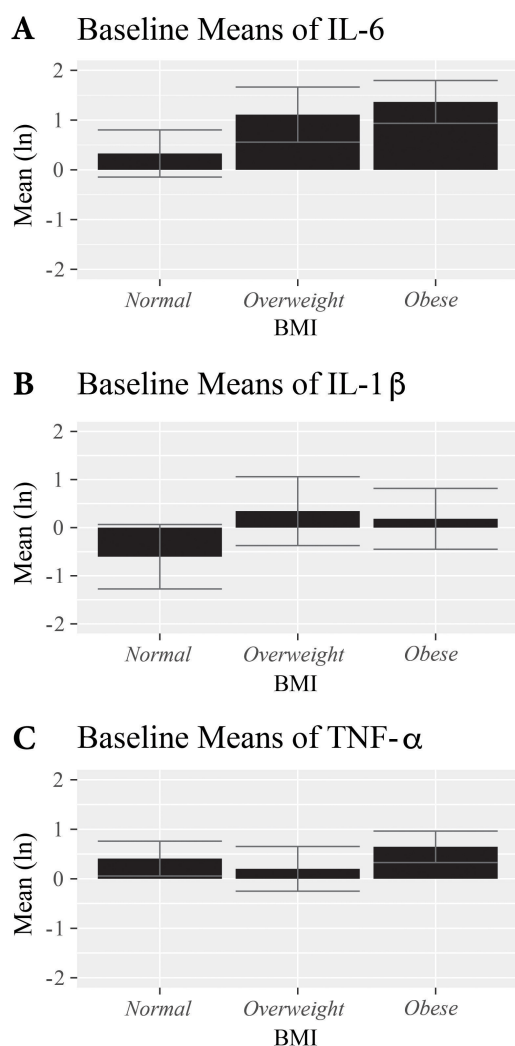 A Baseline Means of IL-6
2
1
0
-1
-2
Mean (ln)
Normal Overweight Obese
BMI
B Baseline Means of IL-1β
2
1
0
-1
-2
Mean (ln)
Normal Overweight Obese
BMI
C Baseline Means of TNF-α
2
1
0
-1
-2
Mean (ln)
Normal Overweight Obese
BMI